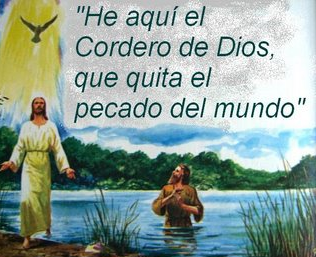 "He aquí el
Cordero de Dios,
que quita el
pecado del mundo"